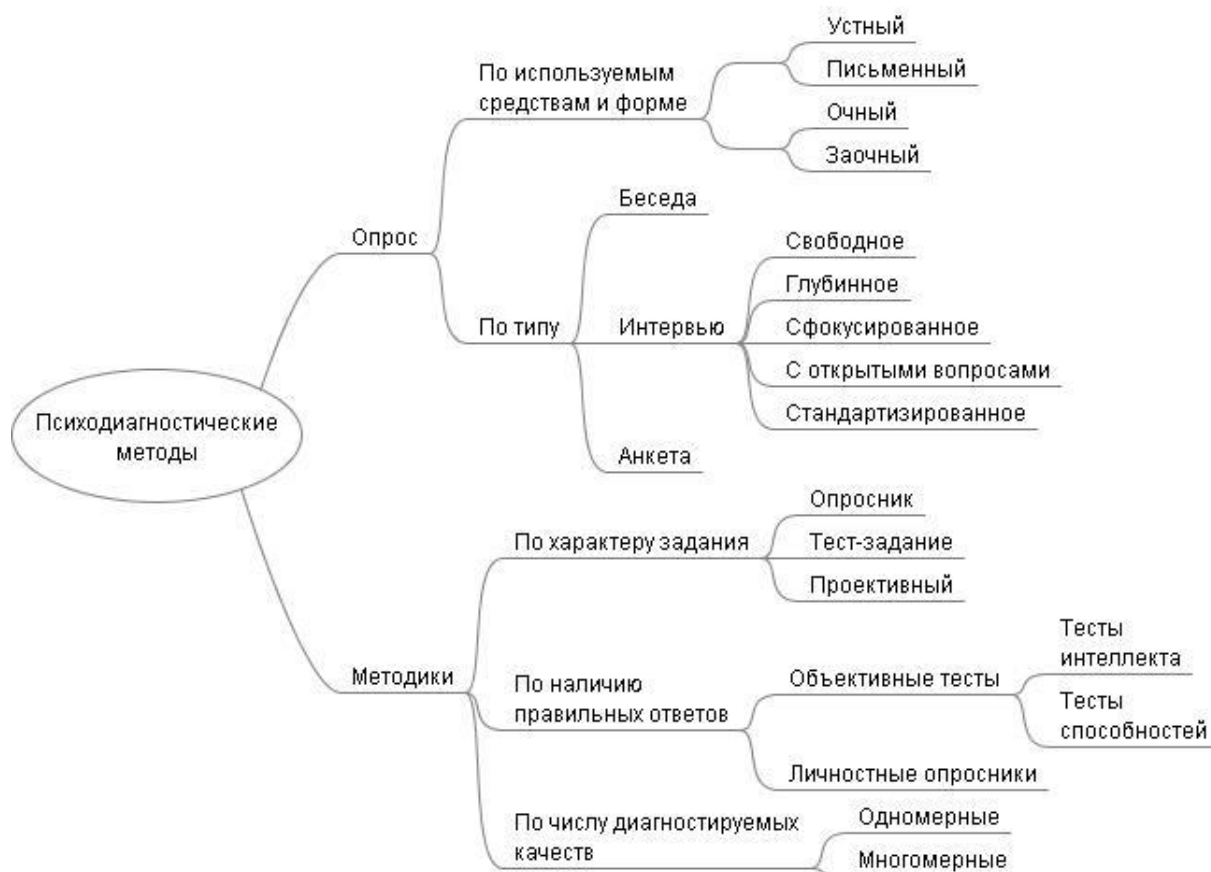 Устный
По используемым
средствам и форме
Письменный
Очный
Заочный
Беседа
Опрос
Свободное
Глубинное
По типу
Интервью
Сфокусированное
С открытыми вопросами
Стандартизированное
Психодиагностические
методы
Анкета
Опросник
По характеру задания
Тест-задание
Проективный
Методики
Тесты
интеллекта
По наличию
правильных ответов
Объективные тесты
Тесты
способностей
Личностные опросники
По числу диагностируемых
качеств
Одномерные
Многомерные